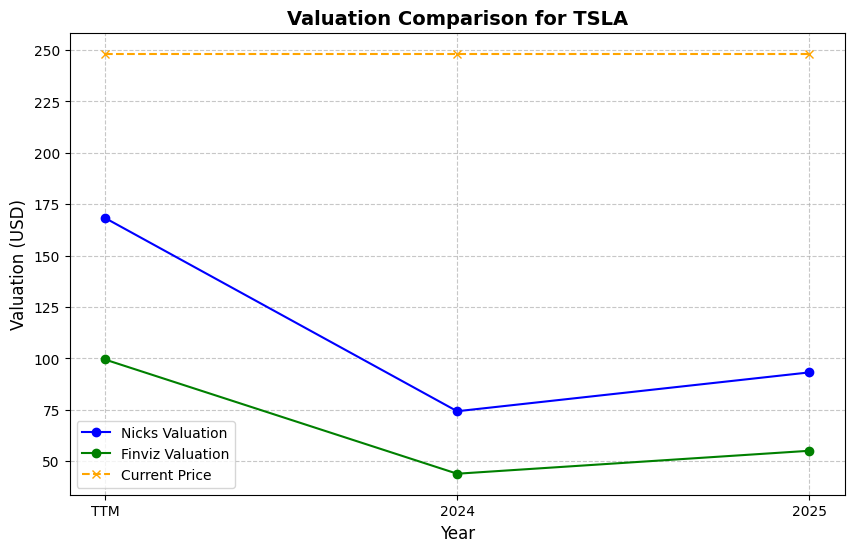 Valuation Comparison for TSLA
Valuation (USD)
250
225
200
175
150
125
100
75
50
Nicks Valuation
Finviz Valuation
Current Price
TTM 2024 2025
Year